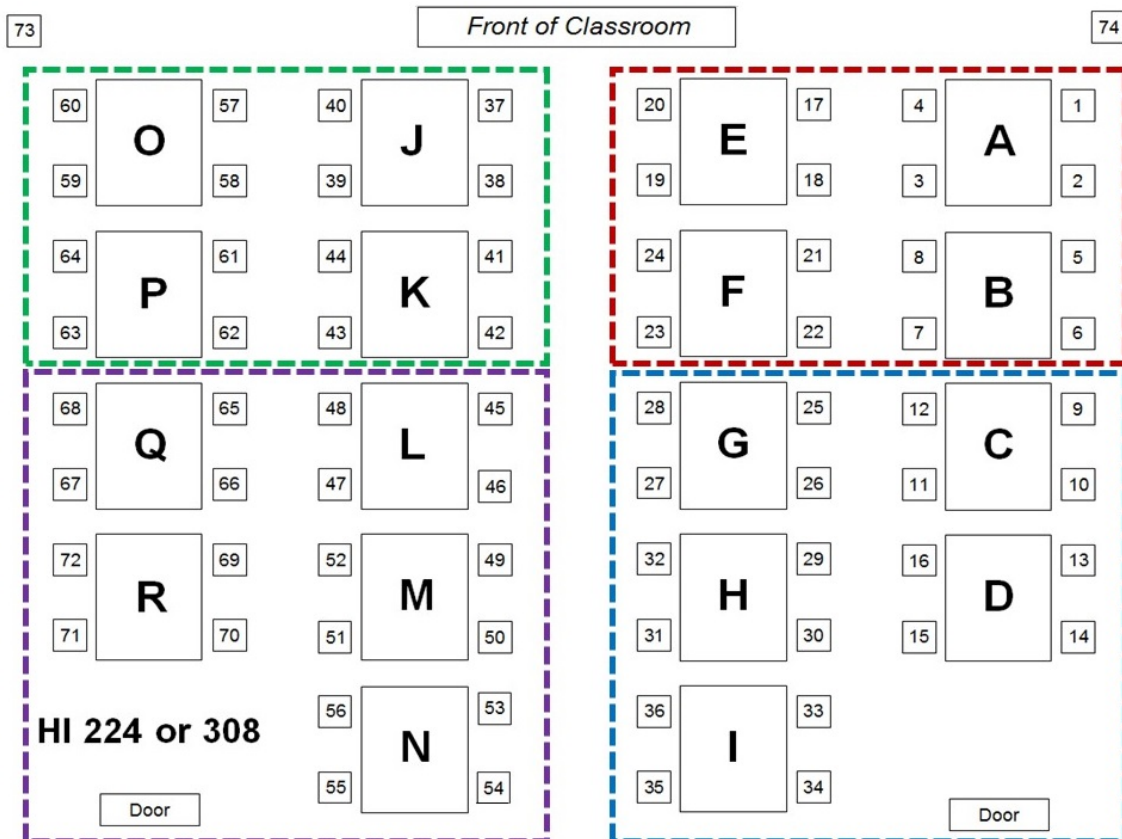 73 Front of Classroom 74
60 57 40 37 20 17 4 1
O J E A
59 58 39 38 19 18 3 2
64 61 44 41 24 21 8 5
P K F B
63 62 43 42 23 22 7 6
68 65 48 45 28 25 12 9
Q L G C
67 66 47 46 27 26 11 10
72 69 52 49 32 29 16 13
R M H D
71 70 51 50 31 30 15 14
56 53 36 33
HI 224 or 308 N I
55 54 35 34
Door Door